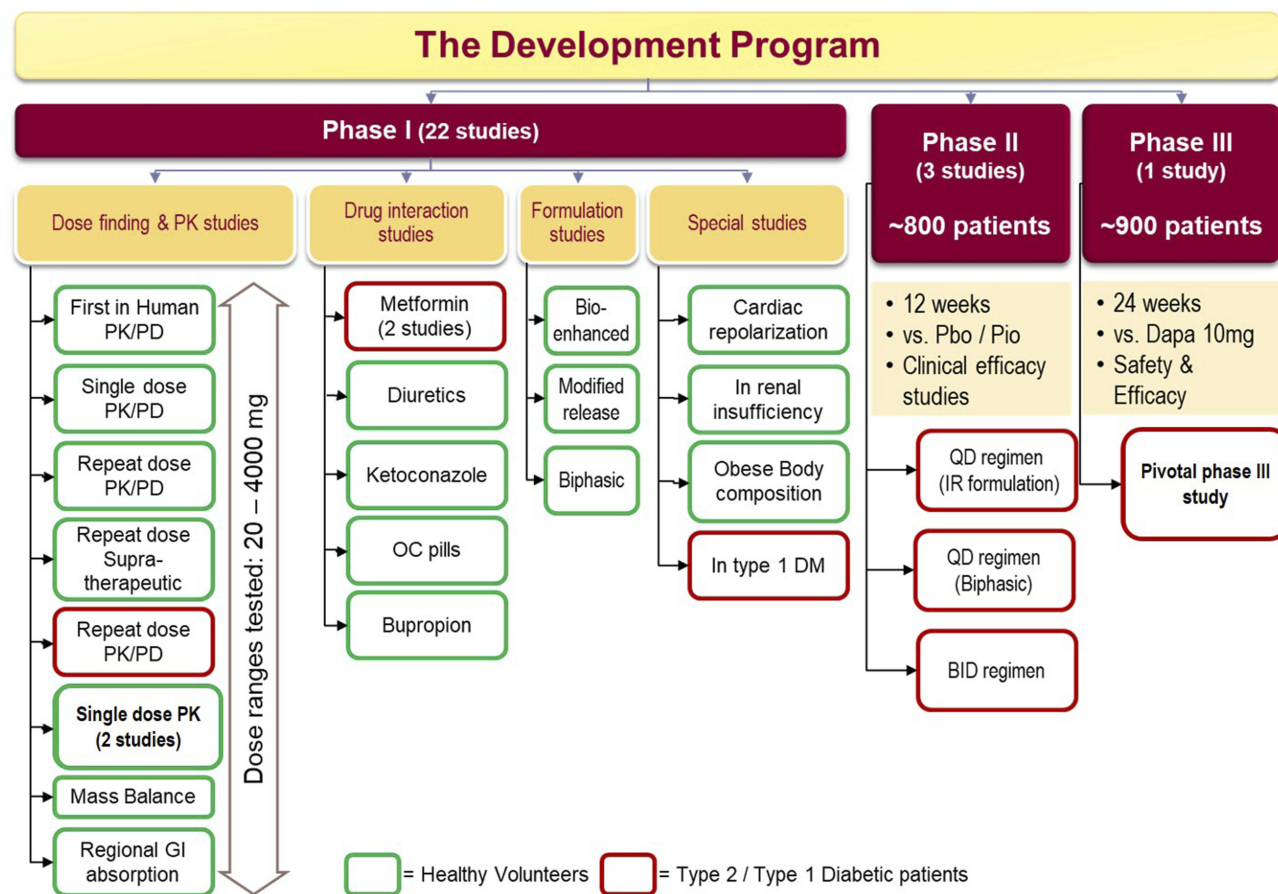 The Development Program
Phase I (22 studies)
Phase II
(3 studies)
~800 patients
Phase III
(1 study)
~900 patients
Dose finding & PK studies
Drug interaction
studies
Formulation
studies
Special studies
First in Human
PK/PD
Single dose
PK/PD
Repeat dose
PK/PD
Repeat dose
Supra-
therapeutic
Repeat dose
PK/PD
Single dose PK
(2 studies)
Mass Balance
Regional GI
absorption
Dose ranges tested: 20 – 4000 mg
Metformin
(2 studies)
Diuretics
Ketoconazole
OC pills
Bupropion
Bio-
enhanced
Modified
release
Biphasic
Cardiac
repolarization
In renal
insufficiency
Obese Body
composition
In type 1 DM
• 12 weeks
• vs. Pbo / Pio
• Clinical efficacy
studies
QD regimen
(IR formulation)
QD regimen
(Biphasic)
BID regimen
• 24 weeks
• vs. Dapa 10mg
• Safety &
Efficacy
Pivotal phase III
study
= Healthy Volunteers
= Type 2 / Type 1 Diabetic patients